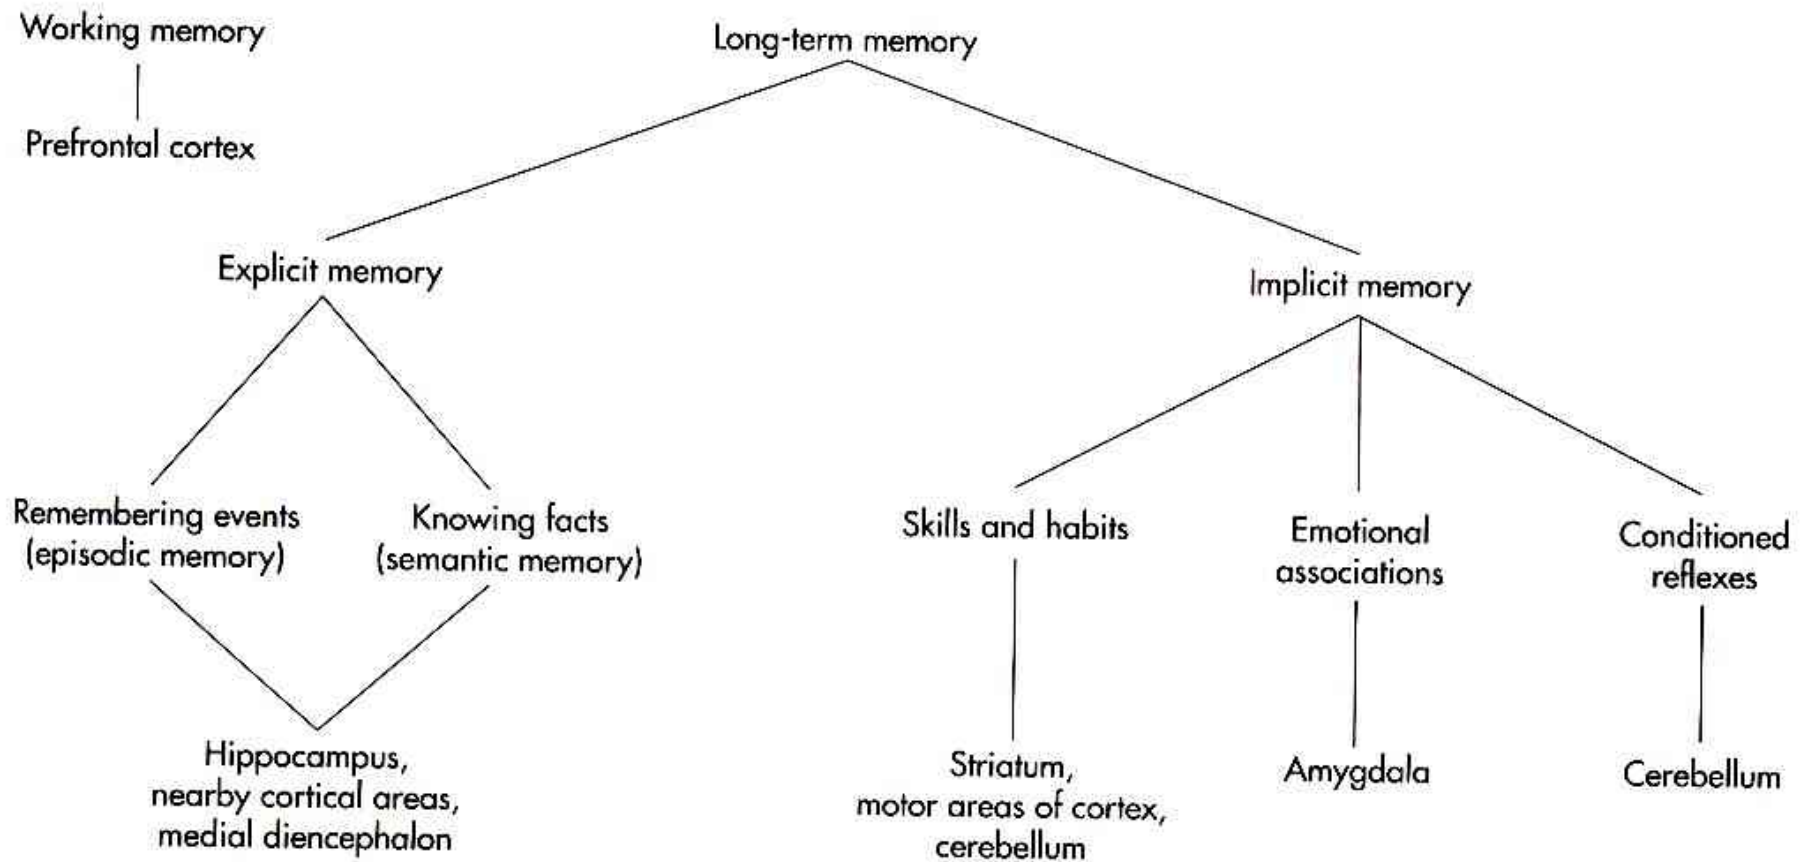 Working memory
Long-term memory
Prefrontal cortex
Explicit memory
Implicit memory
Remembering events
(episodic memory)
Knowing facts
(semantic memory)
Skills and habits
Emotional
associations
Conditioned
reflexes
Hippocampus,
nearby cortical areas,
medial diencephalon
Striatum,
motor areas of cortex,
cerebellum
Amygdala
Cerebellum